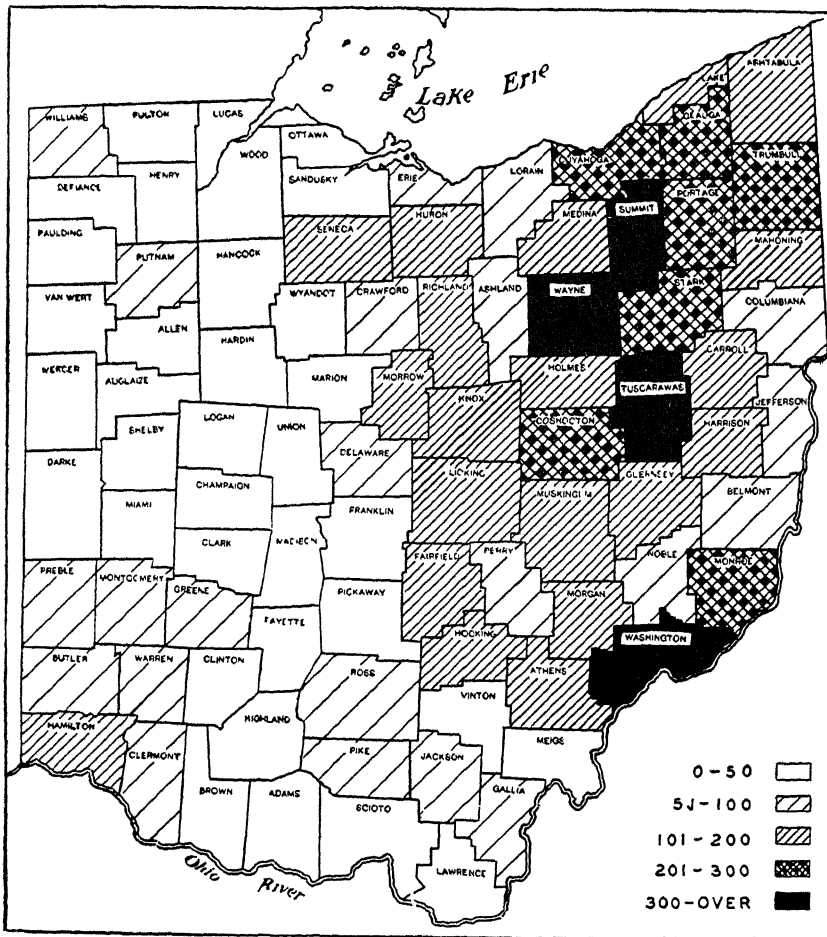 Lake Erie
ASHTABULA
LAKE
GEAUGA
WILLIAMS
FULTON
LUCAS
OTTAWA
CUYAHOGA
TRUMBULL
WOOD
HENRY
DEFIANCE
SANDUSKY
ERIE
LORAIN
SUMMIT
PORTAGE
MEDINA
HURON
SENECA
PAULDING
PUTNAM
HANCOCK
MAHONING
VAN WERT
WYANDOT
CRAWFORD
RICHLAND
ASHLAND
WAYNE
STARK
COLUMBIANA
ALLEN
HARDIN
CARROLL
MERCER
AUGLAIZE
MARION
MORROW
HOLMES
TUSCARAWAS
KNOX
JEFFERSON
LOGAN
UNION
SHELBY
COSHOCTON
HARRISON
DELAWARE
DARKE
LICKING
GUERNSEY
CHAMPAIGN
MUSKINGUM
BELMONT
MIAMI
FRANKLIN
CLARK
MADISON
FAIRFIELD
PERRY
NOBLE
MONROE
PREBLE
MONTGOMERY
GREENE
PICKAWAY
MORGAN
FAYETTE
HOCKING
WASHINGTON
BUTLER
WARREN
CLINTON
ROSS
ATHENS
VINTON
HIGHLAND
HAMILTON
CLERMONT
PIKE
JACKSON
MEIGS
GALLIA
BROWN
ADAMS
SCIOTO
LAWRENCE
Ohio River
0-50
51-100
101-200
201-300
300-OVER